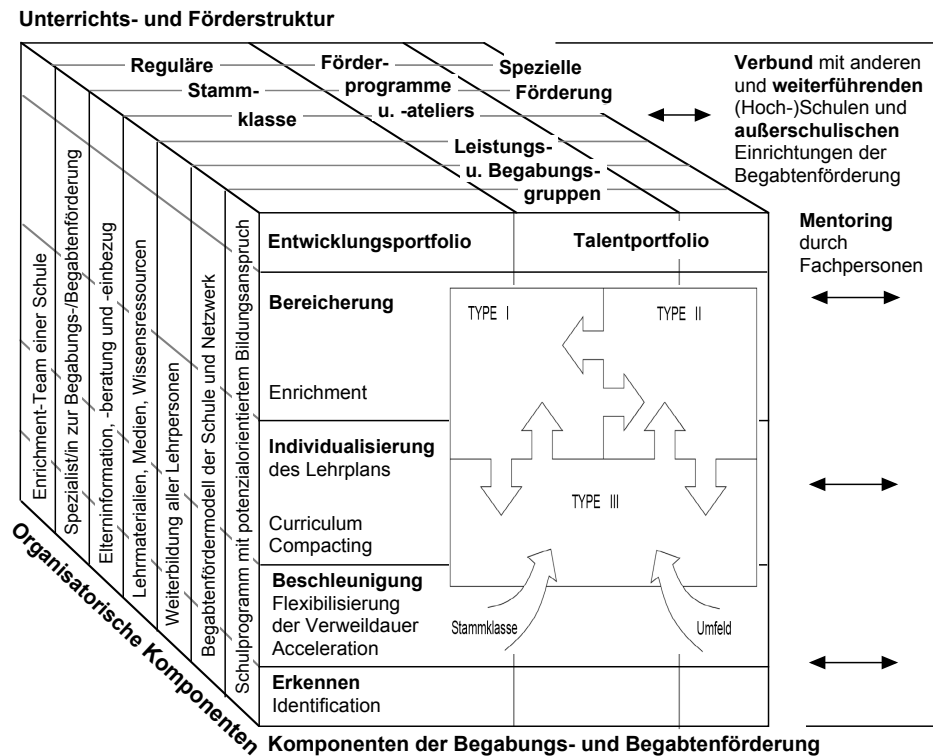 Unterrichts- und Förderstruktur
Reguläre
Stamm-
klasse
Förder-
programme
u. -ateliers
Spezielle
Förderung
Leistungs-
u. Begabungs-
gruppen
Verbund mit anderen
und weiterführenden
(Hoch-)Schulen und
außerschulischen
Einrichtungen der
Begabtenförderung
Mentoring
durch
Fachpersonen
Enrichment-Team einer Schule
Spezialist/in zur Begabungs-/Begabtenförderung
Elterninformation, -beratung und -einbezug
Lehrmaterialien, Medien, Wissensressourcen
Weiterbildung aller Lehrpersonen
Begabtenfördermodell der Schule und Netzwerk
Schulprogramm mit potenzialorientiertem Bildungsanspruch
Organisatorische Komponenten
Entwicklungsportfolio
Talentportfolio
Bereicherung
Enrichment
TYPE I
TYPE II
Individualisierung
des Lehrplans
Curriculum
Compacting
TYPE III
Beschleunigung
Flexibilisierung
der Verweildauer
Acceleration
Stammklasse
Umfeld
Erkennen
Identification
Komponenten der Begabungs- und Begabtenförderung